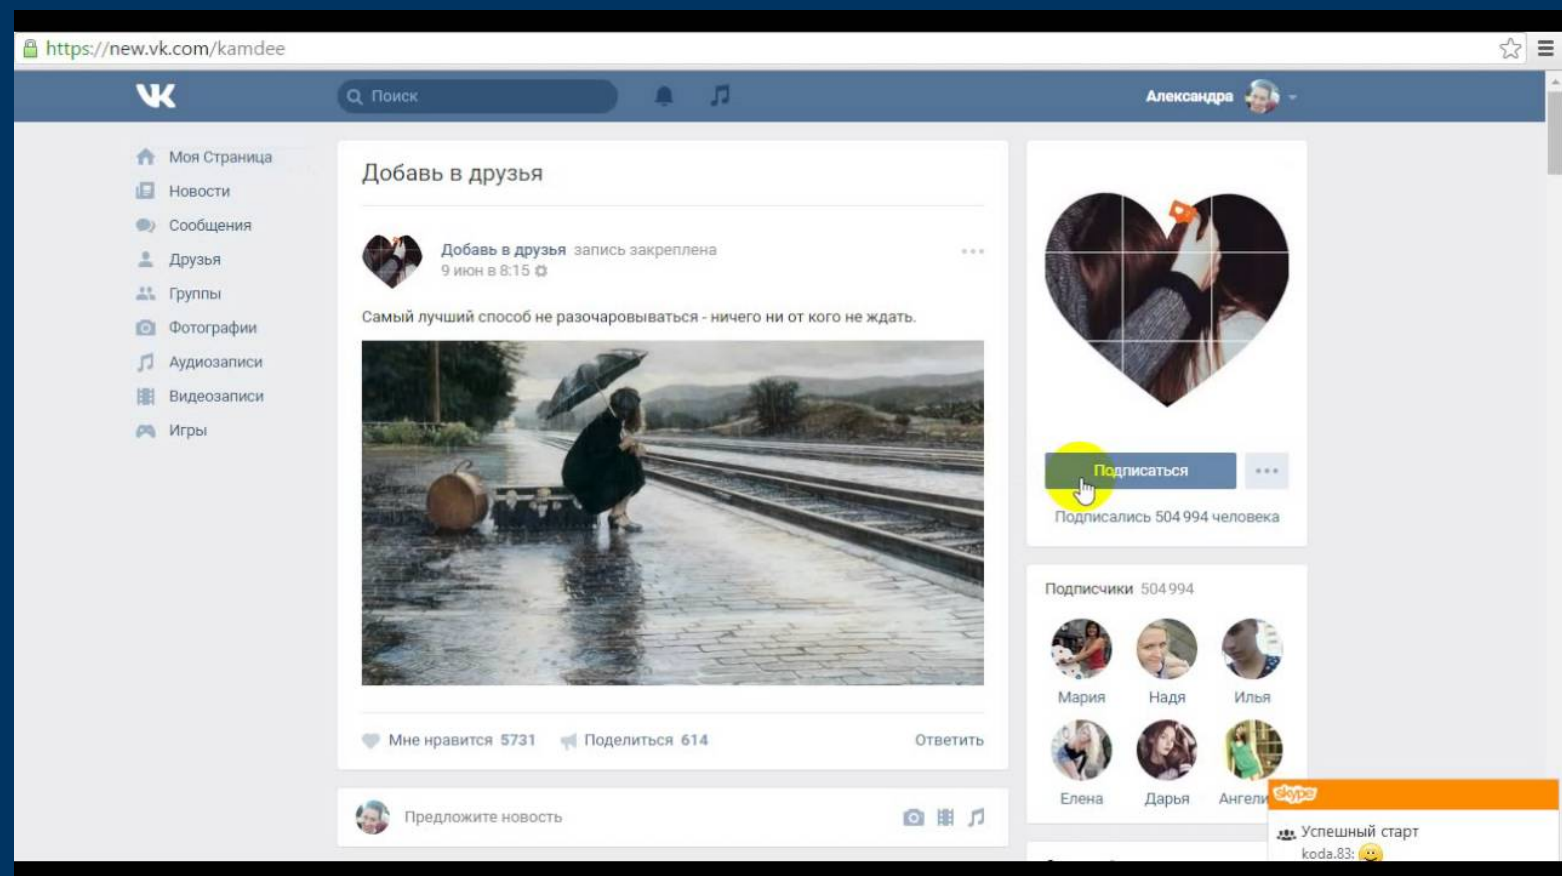 https://new.vk.com/kamdee
Поиск
Александра
Моя Страница
Новости
Сообщения
Друзья
Группы
Фотографии
Аудиозаписи
Видеозаписи
Игры
Добавь в друзья
Добавь в друзья запись закреплена
9 июн в 8:15
Самый лучший способ не разочаровываться - ничего ни от кого не ждать.
Мне нравится 5731 Поделиться 614 Ответить
Предложите новость
Подписаться
Подписались 504 994 человека
Подписчики 504 994
Мария Надя Илья
Елена Дарья Ангели
skype
Успешный старт
koda.83: